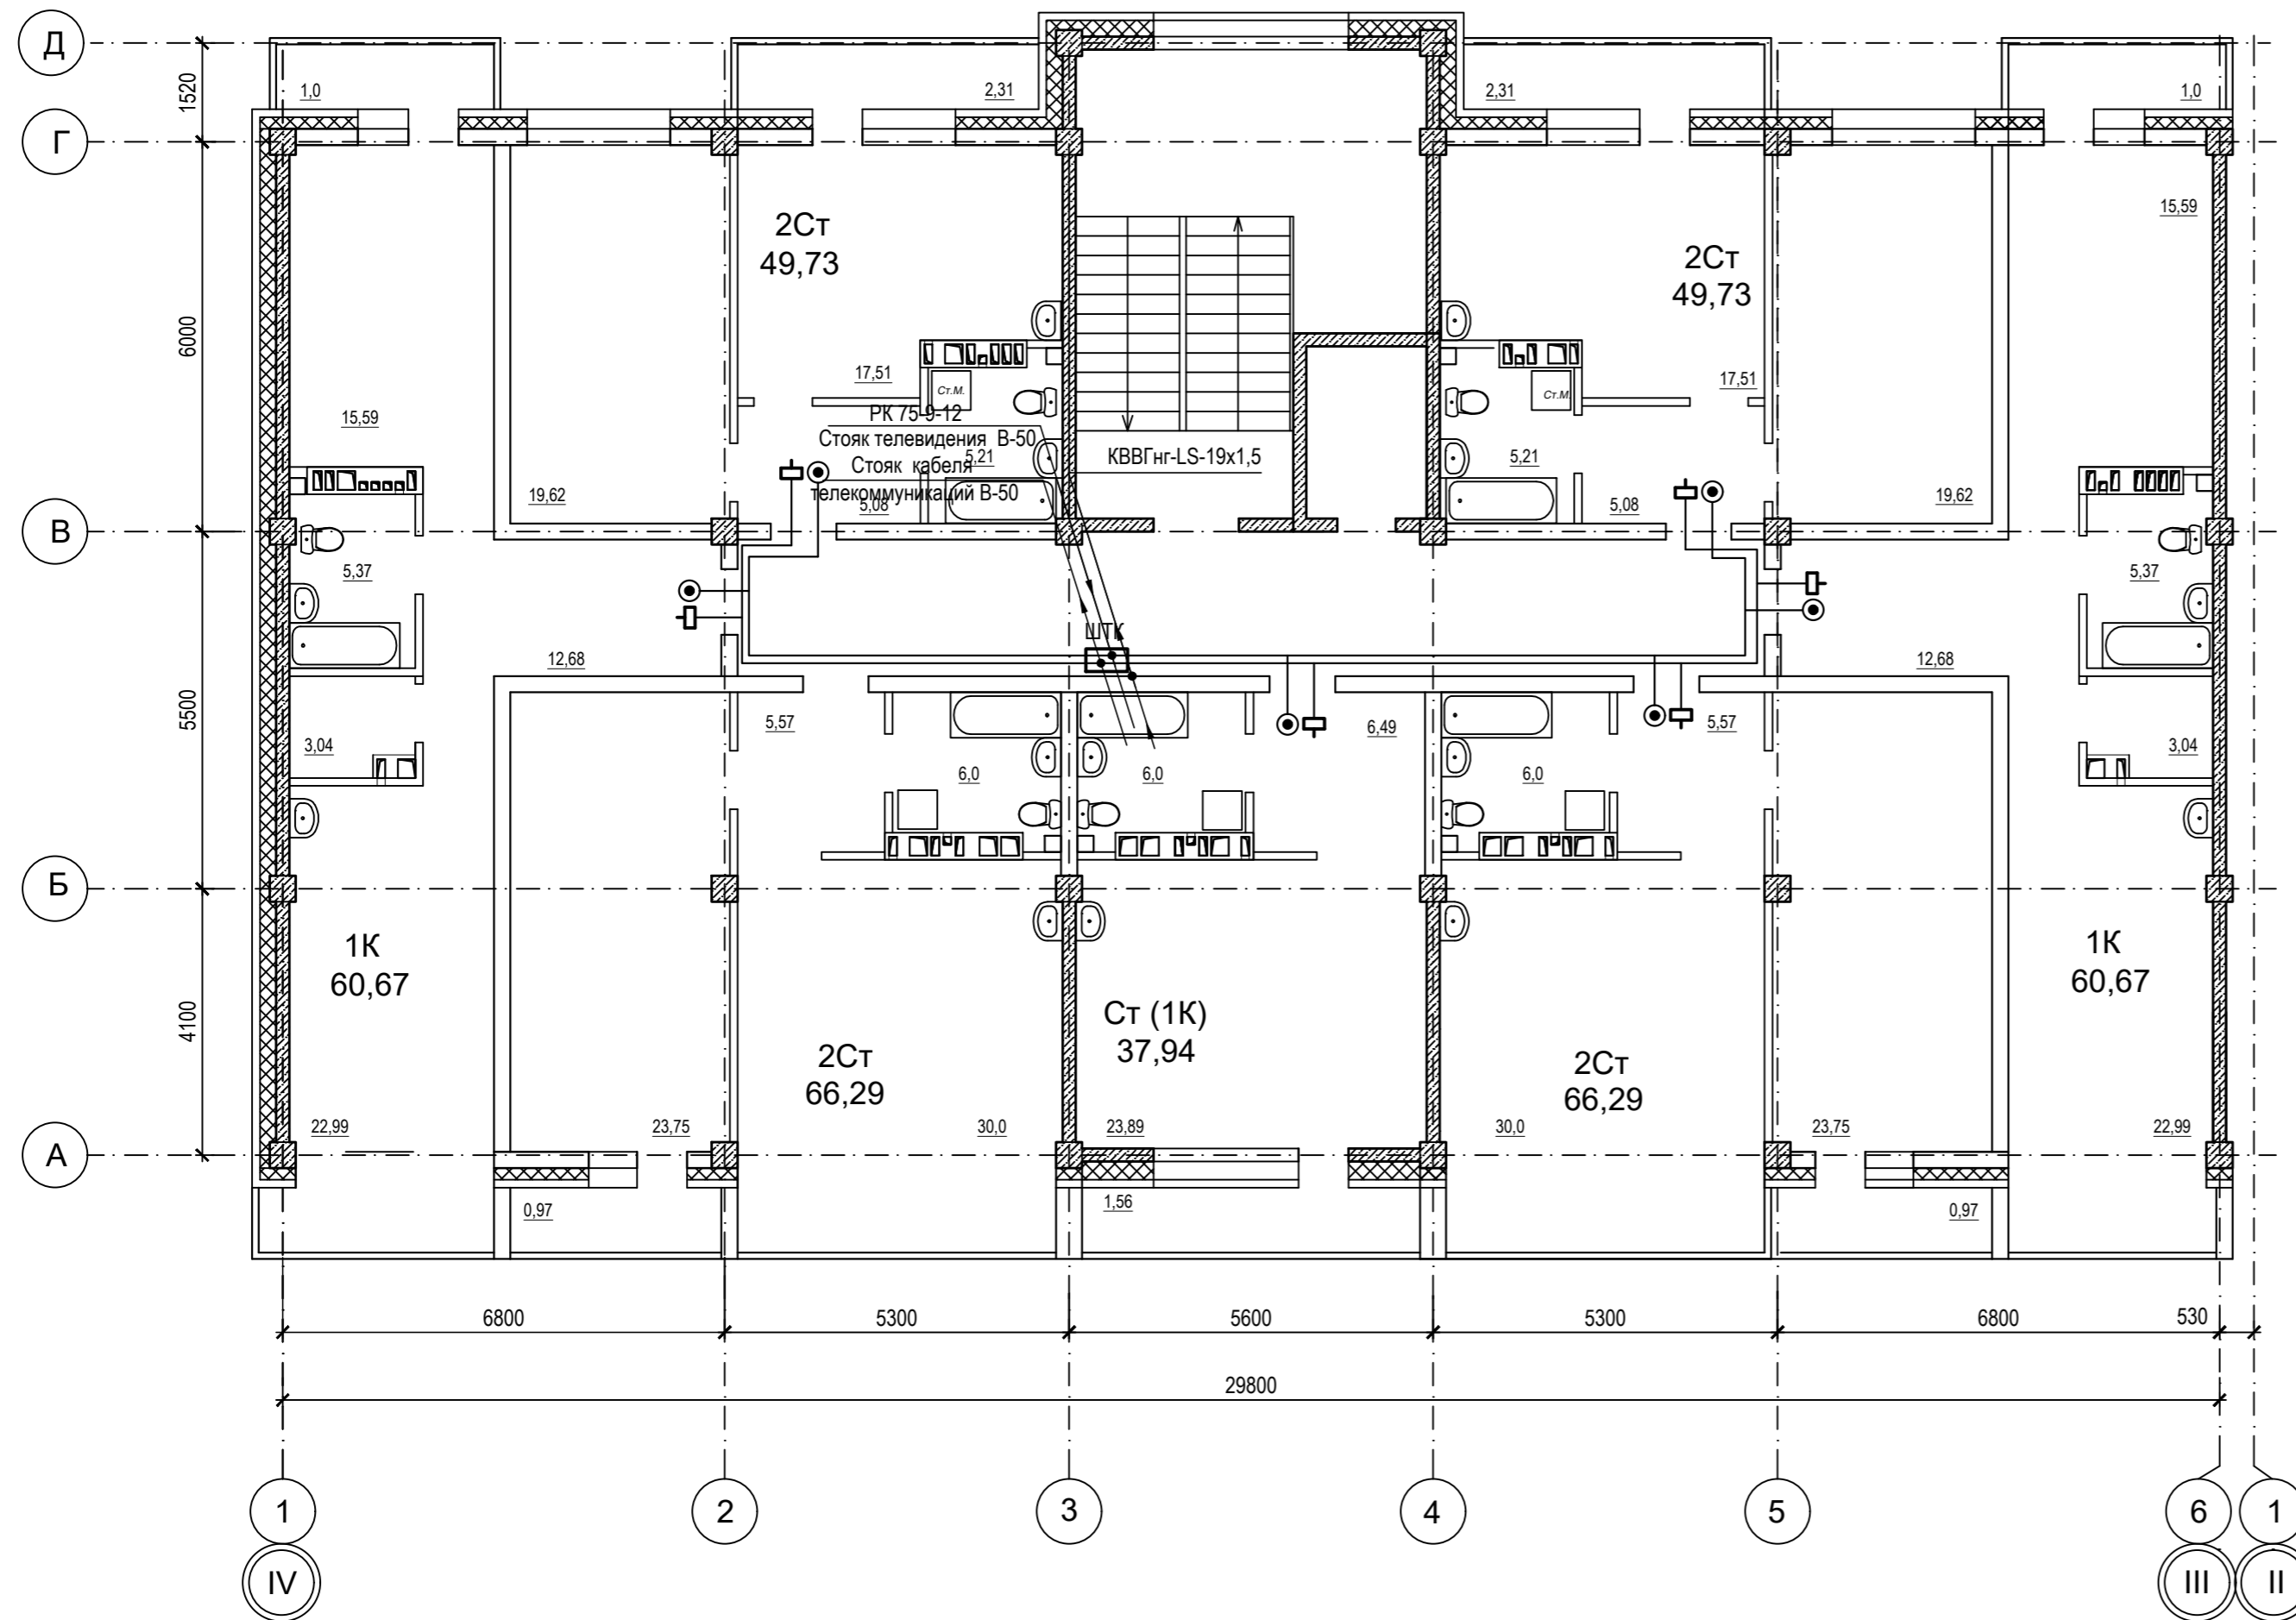 Д
1520
1,0
2,31
2,31
1,0
Г
6000
2Ст
49,73
2Ст
49,73
15,59
17,51
Ст.М.
Ст.М.
17,51
РК 75-9-12
Стояк телевидения В-50
Стояк кабеля
телекоммуникаций В-50
КВВГнг-LS-19х1,5
15,59
5,21
5,21
19,62
5,08
5,08
19,62
В
5,37
5,37
ШТК
5500
12,68
12,68
5,57
6,49
5,57
3,04
3,04
6,0
6,0
6,0
Б
4100
1К
60,67
1К
60,67
Ст (1К)
37,94
2Ст
66,29
2Ст
66,29
22,99
23,75
30,0
23,89
30,0
23,75
22,99
А
0,97
1,56
0,97
6800
5300
5600
5300
6800
530
29800
1
2
3
4
5
6
1
IV
III
II